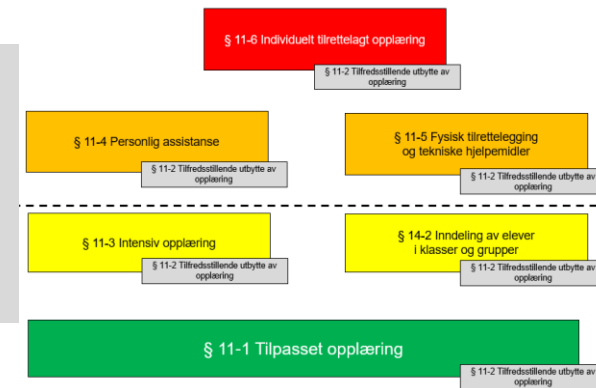 § 11-6 Individuelt tilrettelagt opplæring
§ 11-2 Tilfredsstillende utbytte av
opplæring
§ 11-4 Personlig assistanse
§ 11-2 Tilfredsstillende utbytte av
opplæring
§ 11-5 Fysisk tilrettelegging
og tekniske hjelpemidler
§ 11-2 Tilfredsstillende utbytte av
opplæring
§ 11-3 Intensiv opplæring
§ 11-2 Tilfredsstillende utbytte av
opplæring
§ 14-2 Inndeling av elever
i klasser og grupper
§ 11-2 Tilfredsstillende utbytte av
opplæring
§ 11-1 Tilpasset opplæring
§ 11-2 Tilfredsstillende utbytte av
opplæring